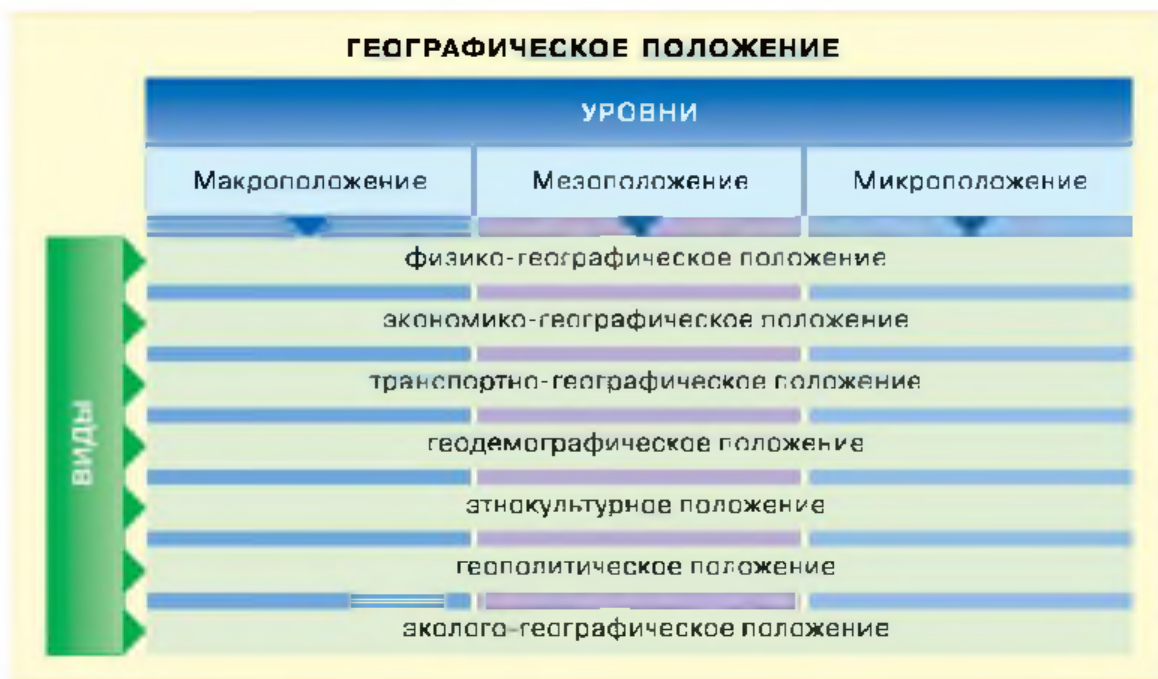 ГЕОГРАФИЧЕСКОЕ ПОЛОЖЕНИЕ
УРОВНИ
Макроположение
Мезоположение
Микроположение
ВИДЫ
физико-географическое положение
экономико-географическое положение
транспортно-географическое положение
геодемографическое положение
этнокультурное положение
геополитическое положение
эколого-географическое положение